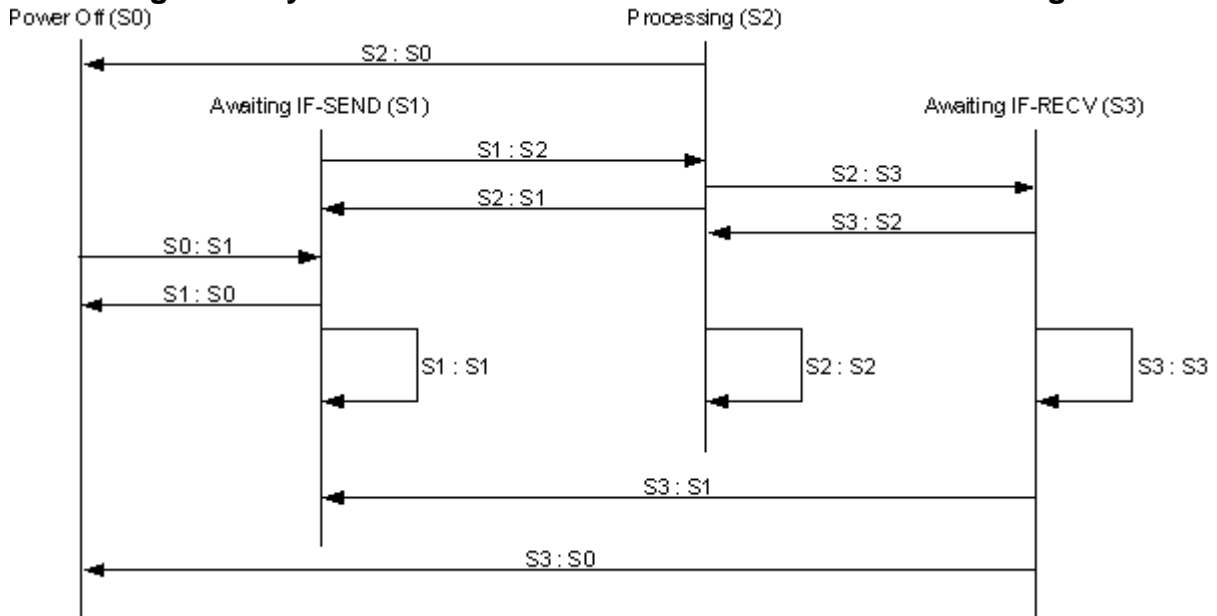 Power Off (S0)
Processing (S2)
S2 : S0
Awaiting IF-SEND (S1)
Awaiting IF-RECV (S3)
S1 : S2
S2 : S3
S2 : S1
S3 : S2
S0 : S1
S1 : S0
S1 : S1
S2 : S2
S3 : S3
S3 : S1
S3 : S0